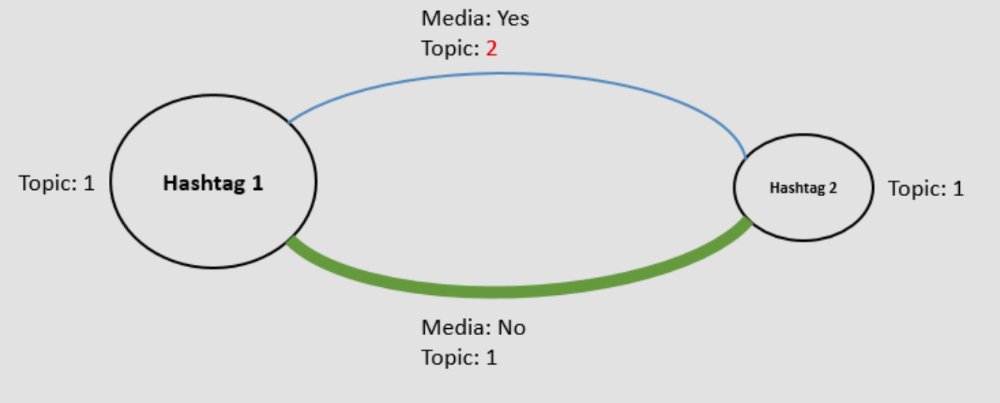 Media: Yes
Topic: 2
Topic: 1
Hashtag 1
Hashtag 2
Topic: 1
Media: No
Topic: 1